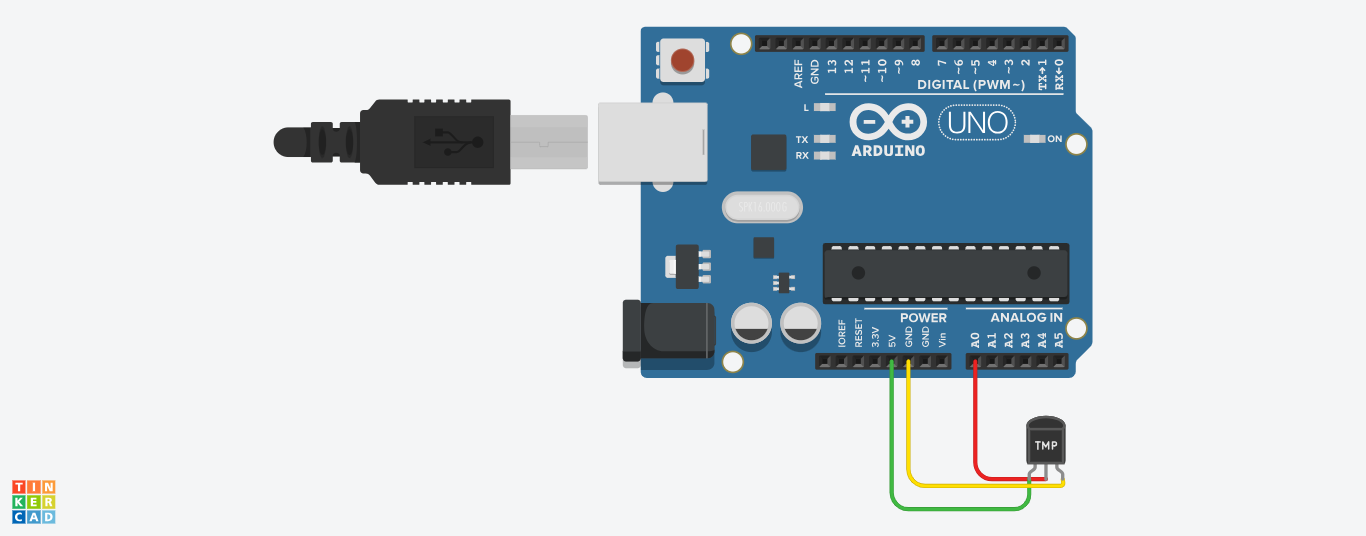 AREF
GND
13
12
~11
~10
~9
8
7
~6
~5
4
~3
2
TX→1
RX←0
DIGITAL (PWM~)
L
TX
RX
ARDUINO
UNO
ON
POWER
ANALOG IN
IOREF
RESET
3.3V
5V
GND
GND
Vin
A0
A1
A2
A3
A4
A5
TMP
TIN
KER
CAD